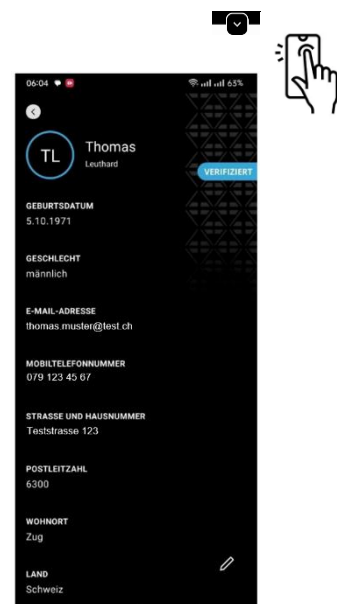 06:04
63%
TL
Thomas
Leuthard
VERIFIZIERT
GEBURTSDATUM
5.10.1971
GESCHLECHT
männlich
E-MAIL-ADRESSE
thomas.muster@test.ch
MOBILTELEFONNUMMER
079 123 45 67
STRASSE UND HAUSNUMMER
Teststrasse 123
POSTLEITZAHL
6300
WOHNORT
Zug
LAND
Schweiz